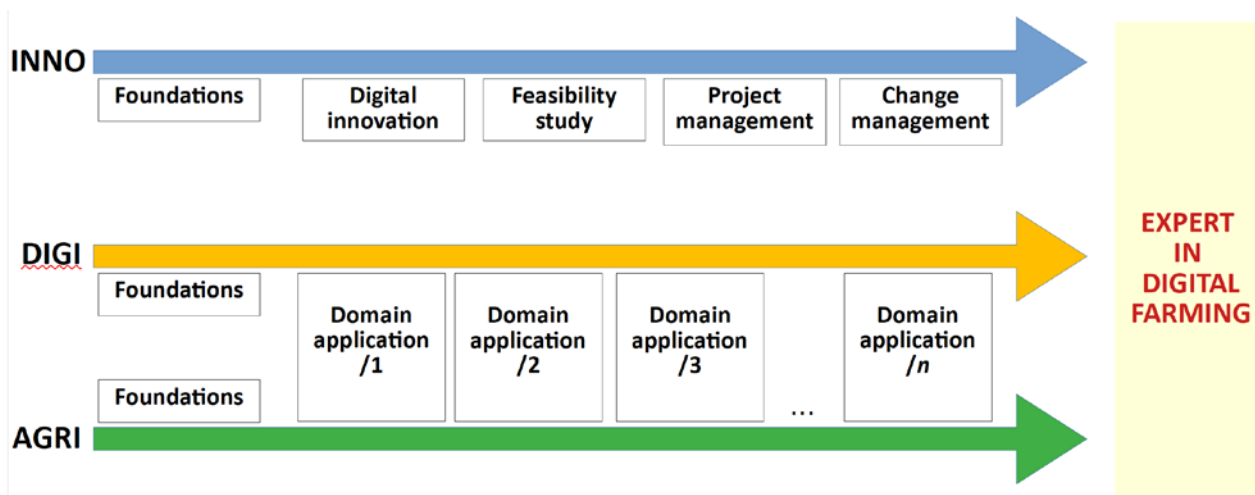 INNO
Foundations
Digital
innovation
Feasibility
study
Project
management
Change
management
DIGI
Foundations
Domain
application
/1
Domain
application
/2
Domain
application
/3
...
Domain
application
/n
Foundations
AGRI
EXPERT
IN
DIGITAL
FARMING